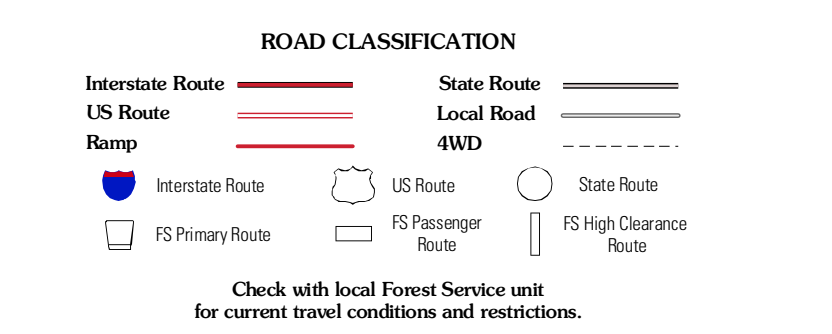 ROAD CLASSIFICATION
Interstate Route
State Route
US Route
Local Road
Ramp
4WD
Interstate Route
US Route
State Route
FS Primary Route
FS Passenger
Route
FS High Clearance
Route
Check with local Forest Service unit
for current travel conditions and restrictions.